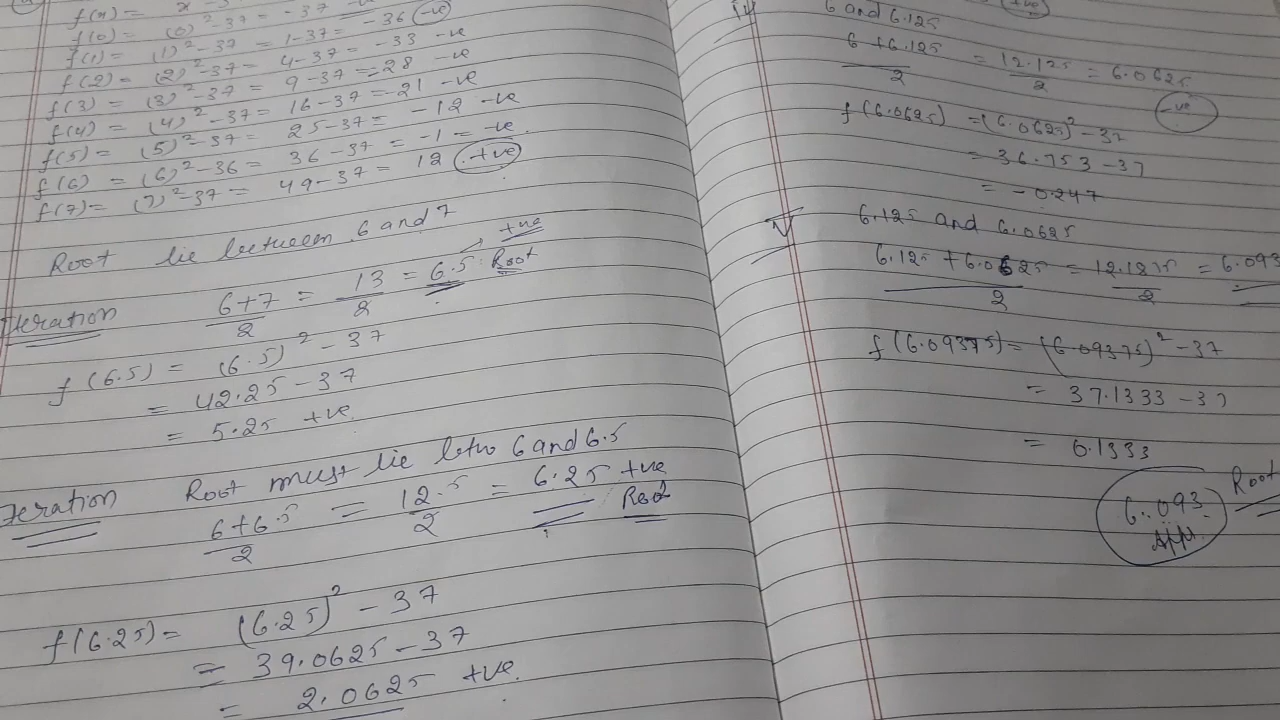 f(x) = x
f(0) = (0)²-37 = -37 -ve
f(1) = (1)²-37 = 1-37 = -36 -ve
f(2) = (2)²-37 = 4-37 = -33 -ve
f(3) = (3)²-37 = 9-37 = -28 -ve
f(4) = (4)²-37 = 16-37 = -21 -ve
f(5) = (5)²-37 = 25-37 = -12 -ve
f(6) = (6)²-36 = 36-37 = -1 = -ve
f(7) = (7)²-37 = 49-37 = 12 +ve
Root lie between 6 and 7
Iteration 6+7/2 = 13/2 = 6.5 → +ve Root
f(6.5) = (6.5)² - 37
= 42.25 - 37
= 5.25 +ve
Iteration Root must lie betw 6 and 6.5
6+6.5/2 = 12.5/2 = 6.25 +ve Root
f(6.25) = (6.25)² - 37
= 39.0625 - 37
= 2.0625 +ve.
+ve
IV 6 and 6.125
6+6.125/2 = 12.125/2 = 6.0625
-ve
f(6.0625) = (6.0625)² - 37
= 36.753 - 37
= -0.247
V 6.125 and 6.0625
6.125 + 6.0625/2 = 12.1875/2 = 6.093
f(6.09375) = (6.09375)² - 37
= 37.1333 - 37
= 0.1333
6.093 Root
App.